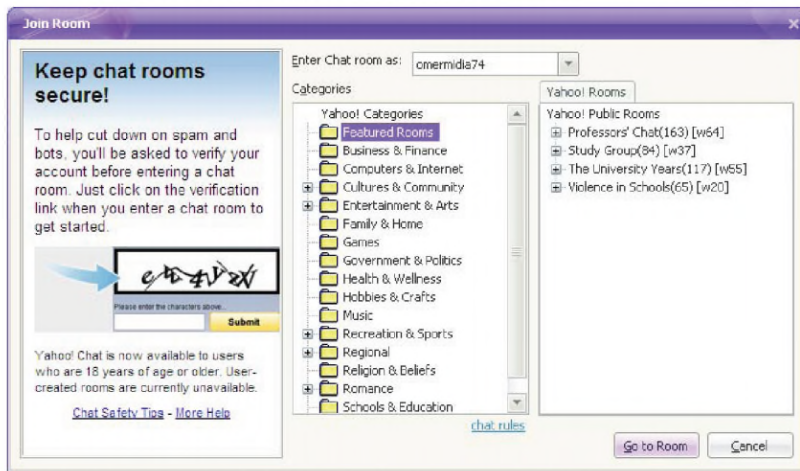 Join Room
Keep chat rooms
secure!
To help cut down on spam and
bots, you'll be asked to verify your
account before entering a chat
room. Just click on the verification
link when you enter a chat room to
get started.
Please enter the characters above...
Submit
Yahoo! Chat is now available to users
who are 18 years of age or older. User-
created rooms are currently unavailable.
Chat Safety Tips - More Help
Enter Chat room as: omermidia74
Categories
Yahoo! Categories
Featured Rooms
Business & Finance
Computers & Internet
Cultures & Community
Entertainment & Arts
Family & Home
Games
Government & Politics
Health & Wellness
Hobbies & Crafts
Music
Recreation & Sports
Regional
Religion & Beliefs
Romance
Schools & Education
chat rules
Yahoo! Rooms
Yahoo! Public Rooms
Professors' Chat(163) [w64]
Study Group(84) [w37]
The University Years(117) [w55]
Violence in Schools(65) [w20]
Go to Room
Cancel